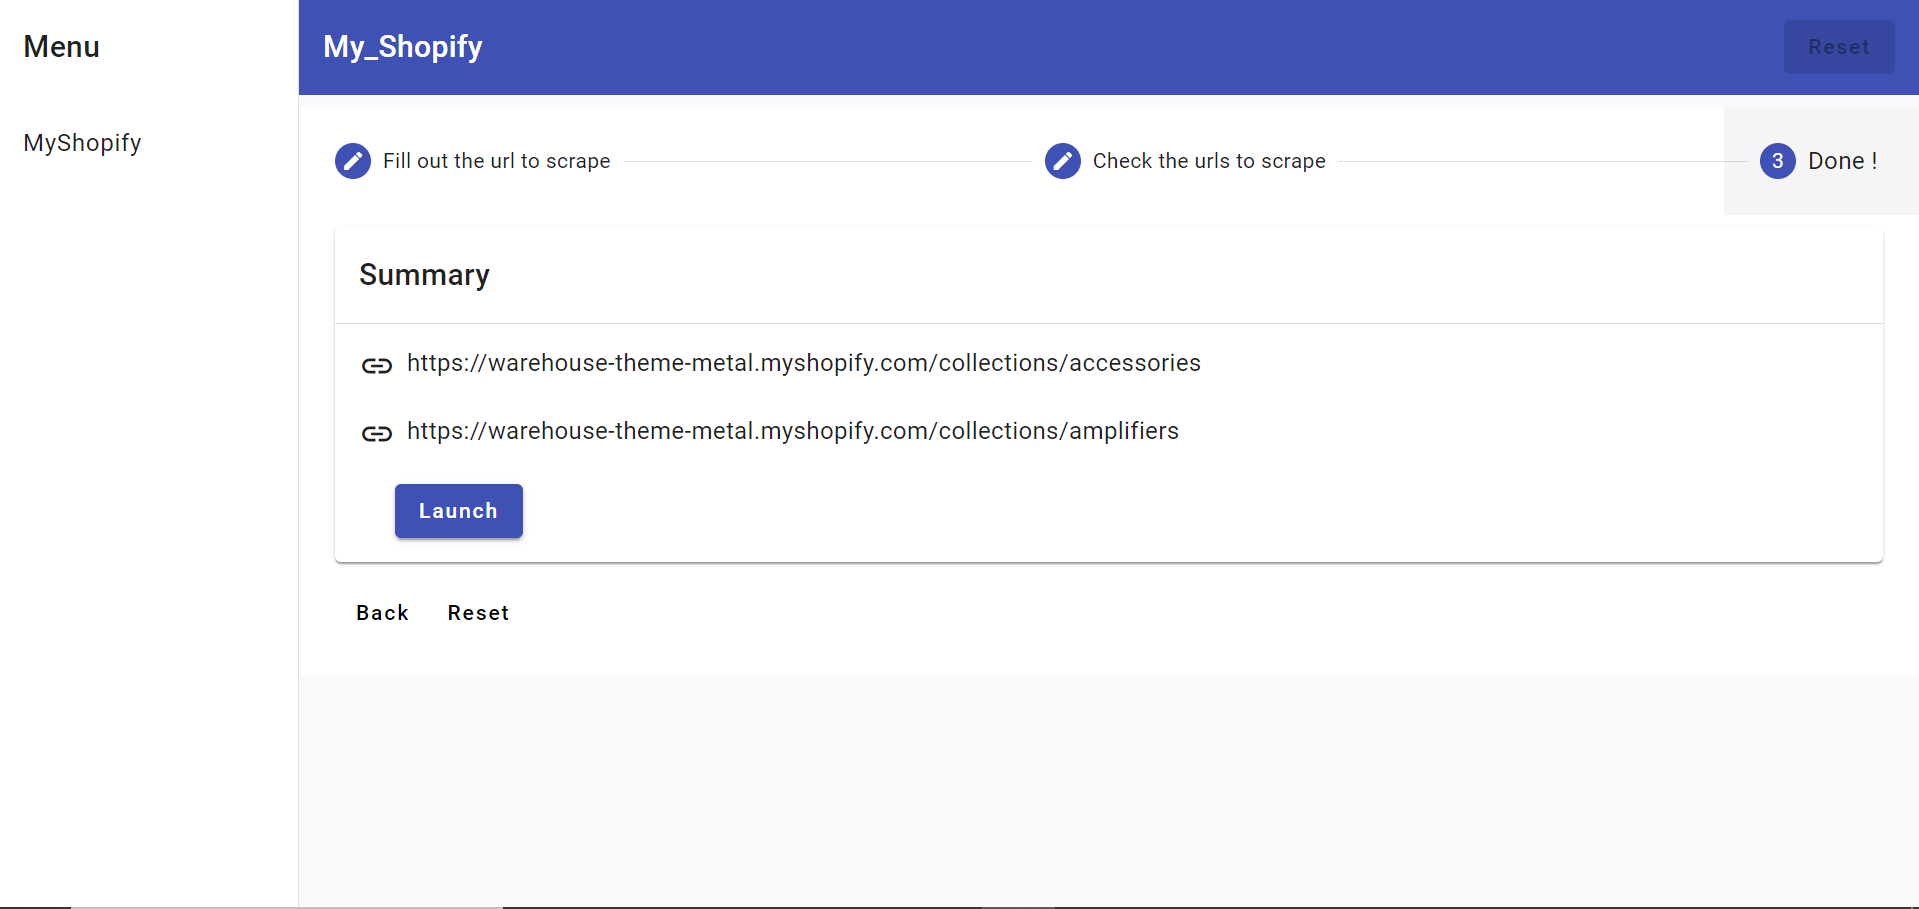 Menu
My_Shopify
Reset
MyShopify
Fill out the url to scrape
Check the urls to scrape
3 Done !
Summary
https://warehouse-theme-metal.myshopify.com/collections/accessories
https://warehouse-theme-metal.myshopify.com/collections/amplifiers
Launch
Back Reset